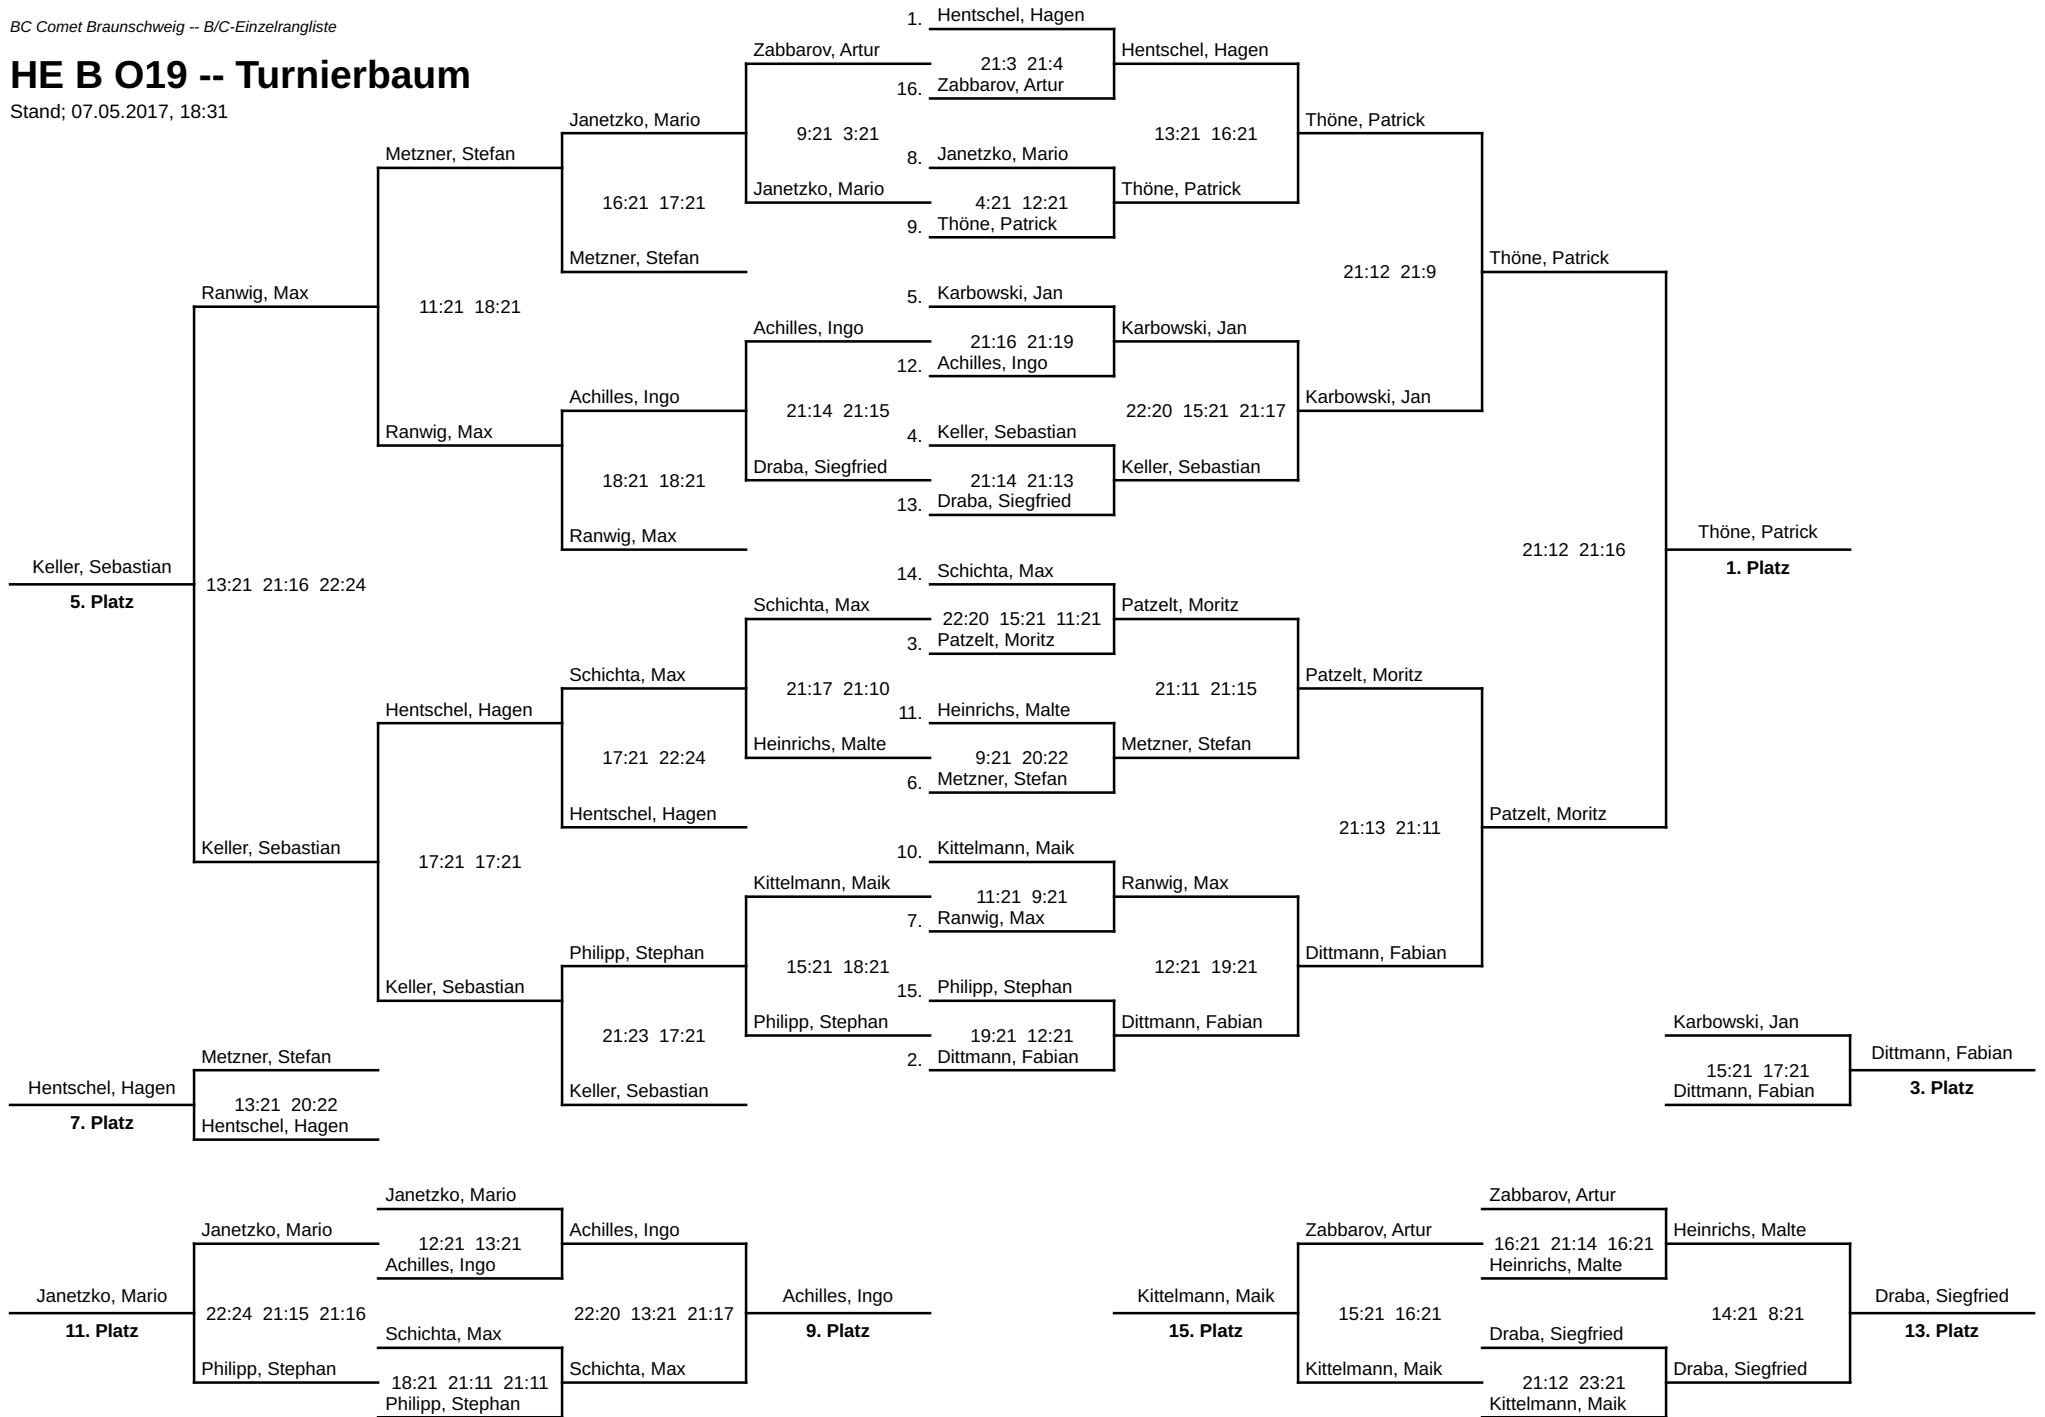 BC Comet Braunschweig -- B/C-Einzelrangliste
HE B O19 -- Turnierbaum
Stand; 07.05.2017, 18:31
1. Hentschel, Hagen
Zabbarov, Artur
Hentschel, Hagen
21:3 21:4
16. Zabbarov, Artur
Janetzko, Mario
Thöne, Patrick
9:21 3:21
13:21 16:21
Metzner, Stefan
8. Janetzko, Mario
Janetzko, Mario
Thöne, Patrick
16:21 17:21
4:21 12:21
9. Thöne, Patrick
Metzner, Stefan
Thöne, Patrick
21:12 21:9
Ranwig, Max
5. Karbowski, Jan
11:21 18:21
Achilles, Ingo
Karbowski, Jan
21:16 21:19
12. Achilles, Ingo
Achilles, Ingo
Karbowski, Jan
21:14 21:15
22:20 15:21 21:17
Ranwig, Max
4. Keller, Sebastian
Draba, Siegfried
Keller, Sebastian
18:21 18:21
21:14 21:13
13. Draba, Siegfried
Ranwig, Max
Thöne, Patrick
21:12 21:16
1. Platz
Keller, Sebastian
13:21 21:16 22:24
5. Platz
14. Schichta, Max
Schichta, Max
Patzelt, Moritz
22:20 15:21 11:21
3. Patzelt, Moritz
Schichta, Max
Patzelt, Moritz
21:17 21:10
21:11 21:15
Hentschel, Hagen
11. Heinrichs, Malte
Heinrichs, Malte
Metzner, Stefan
17:21 22:24
9:21 20:22
6. Metzner, Stefan
Hentschel, Hagen
Patzelt, Moritz
21:13 21:11
Keller, Sebastian
10. Kittelmann, Maik
17:21 17:21
Kittelmann, Maik
Ranwig, Max
11:21 9:21
7. Ranwig, Max
Philipp, Stephan
Dittmann, Fabian
15:21 18:21
12:21 19:21
Keller, Sebastian
15. Philipp, Stephan
Philipp, Stephan
Dittmann, Fabian
21:23 17:21
19:21 12:21
2. Dittmann, Fabian
Keller, Sebastian
Karbowski, Jan
Dittmann, Fabian
15:21 17:21
Dittmann, Fabian
3. Platz
Metzner, Stefan
Hentschel, Hagen
13:21 20:22
7. Platz
Hentschel, Hagen
Janetzko, Mario
Janetzko, Mario
Achilles, Ingo
12:21 13:21
Achilles, Ingo
Janetzko, Mario
11. Platz
22:24 21:15 21:16
22:20 13:21 21:17
Achilles, Ingo
9. Platz
Schichta, Max
Philipp, Stephan
Schichta, Max
18:21 21:11 21:11
Philipp, Stephan
Zabbarov, Artur
Zabbarov, Artur
Heinrichs, Malte
16:21 21:14 16:21
Heinrichs, Malte
Kittelmann, Maik
15. Platz
15:21 16:21
14:21 8:21
Draba, Siegfried
13. Platz
Draba, Siegfried
Kittelmann, Maik
Draba, Siegfried
21:12 23:21
Kittelmann, Maik